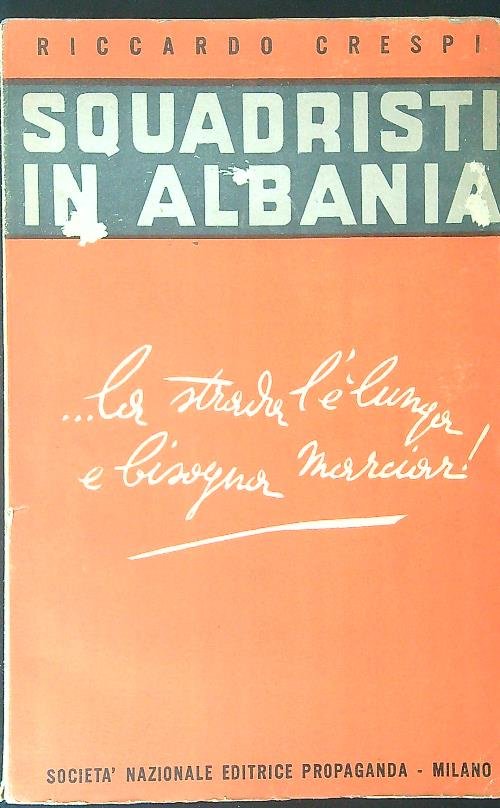 RICCARDO CRESPI
SQUADRISTI
IN ALBANIA
...la strada l'è lunga
e bisogna marciar!
SOCIETA' NAZIONALE EDITRICE PROPAGANDA - MILANO